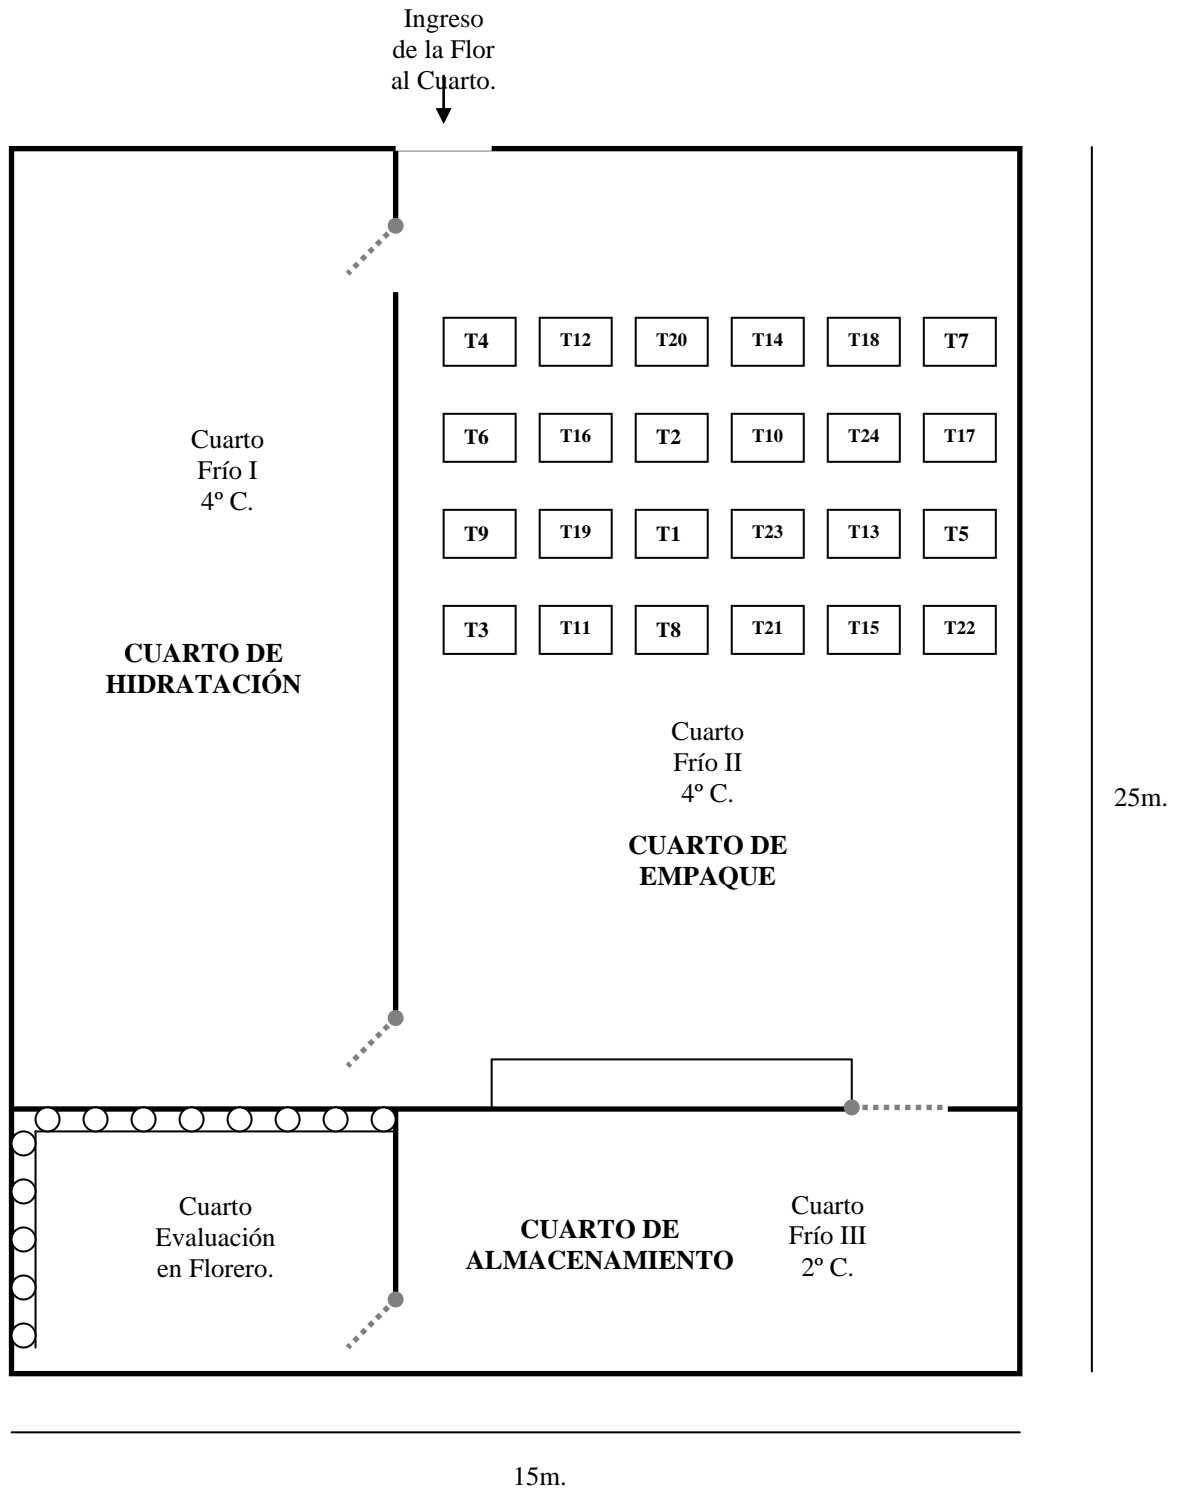 Ingreso
de la Flor
al Cuarto.
T4 T12 T20 T14 T18 T7
T6 T16 T2 T10 T24 T17
T9 T19 T1 T23 T13 T5
T3 T11 T8 T21 T15 T22
Cuarto
Frío I
4º C.
CUARTO DE
HIDRATACIÓN
Cuarto
Frío II
4º C.
CUARTO DE
EMPAQUE
25m.
Cuarto
Evaluación
en Florero.
CUARTO DE
ALMACENAMIENTO
Cuarto
Frío III
2º C.
15m.